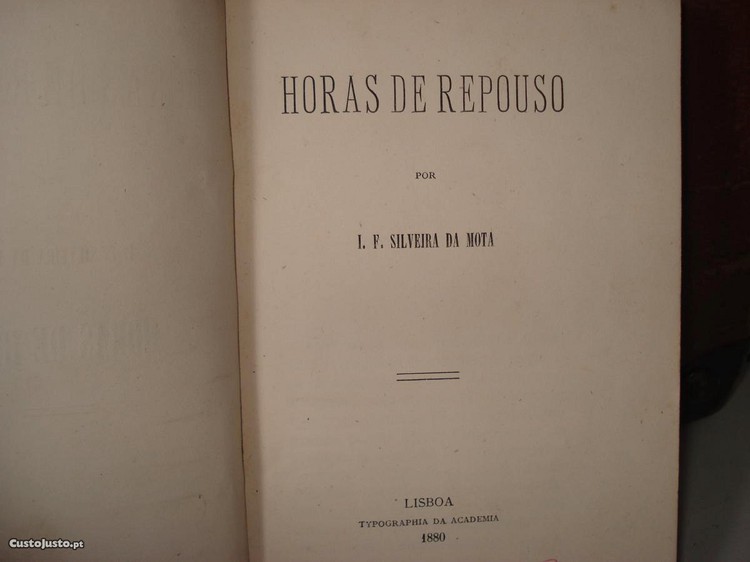 HORAS DE REPOUSO
POR
I. F. SILVEIRA DA MOTA
LISBOA
TYPOGRAPHIA DA ACADEMIA
1880
CustoJusto.pt